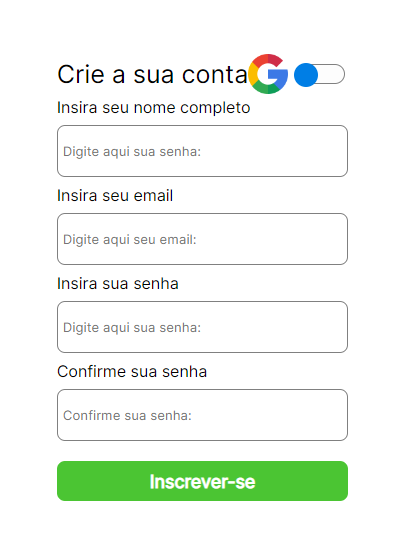 Crie a sua conta
Insira seu nome completo
Digite aqui sua senha:
Insira seu email
Digite aqui seu email:
Insira sua senha
Digite aqui sua senha:
Confirme sua senha
Confirme sua senha:
Inscrever-se